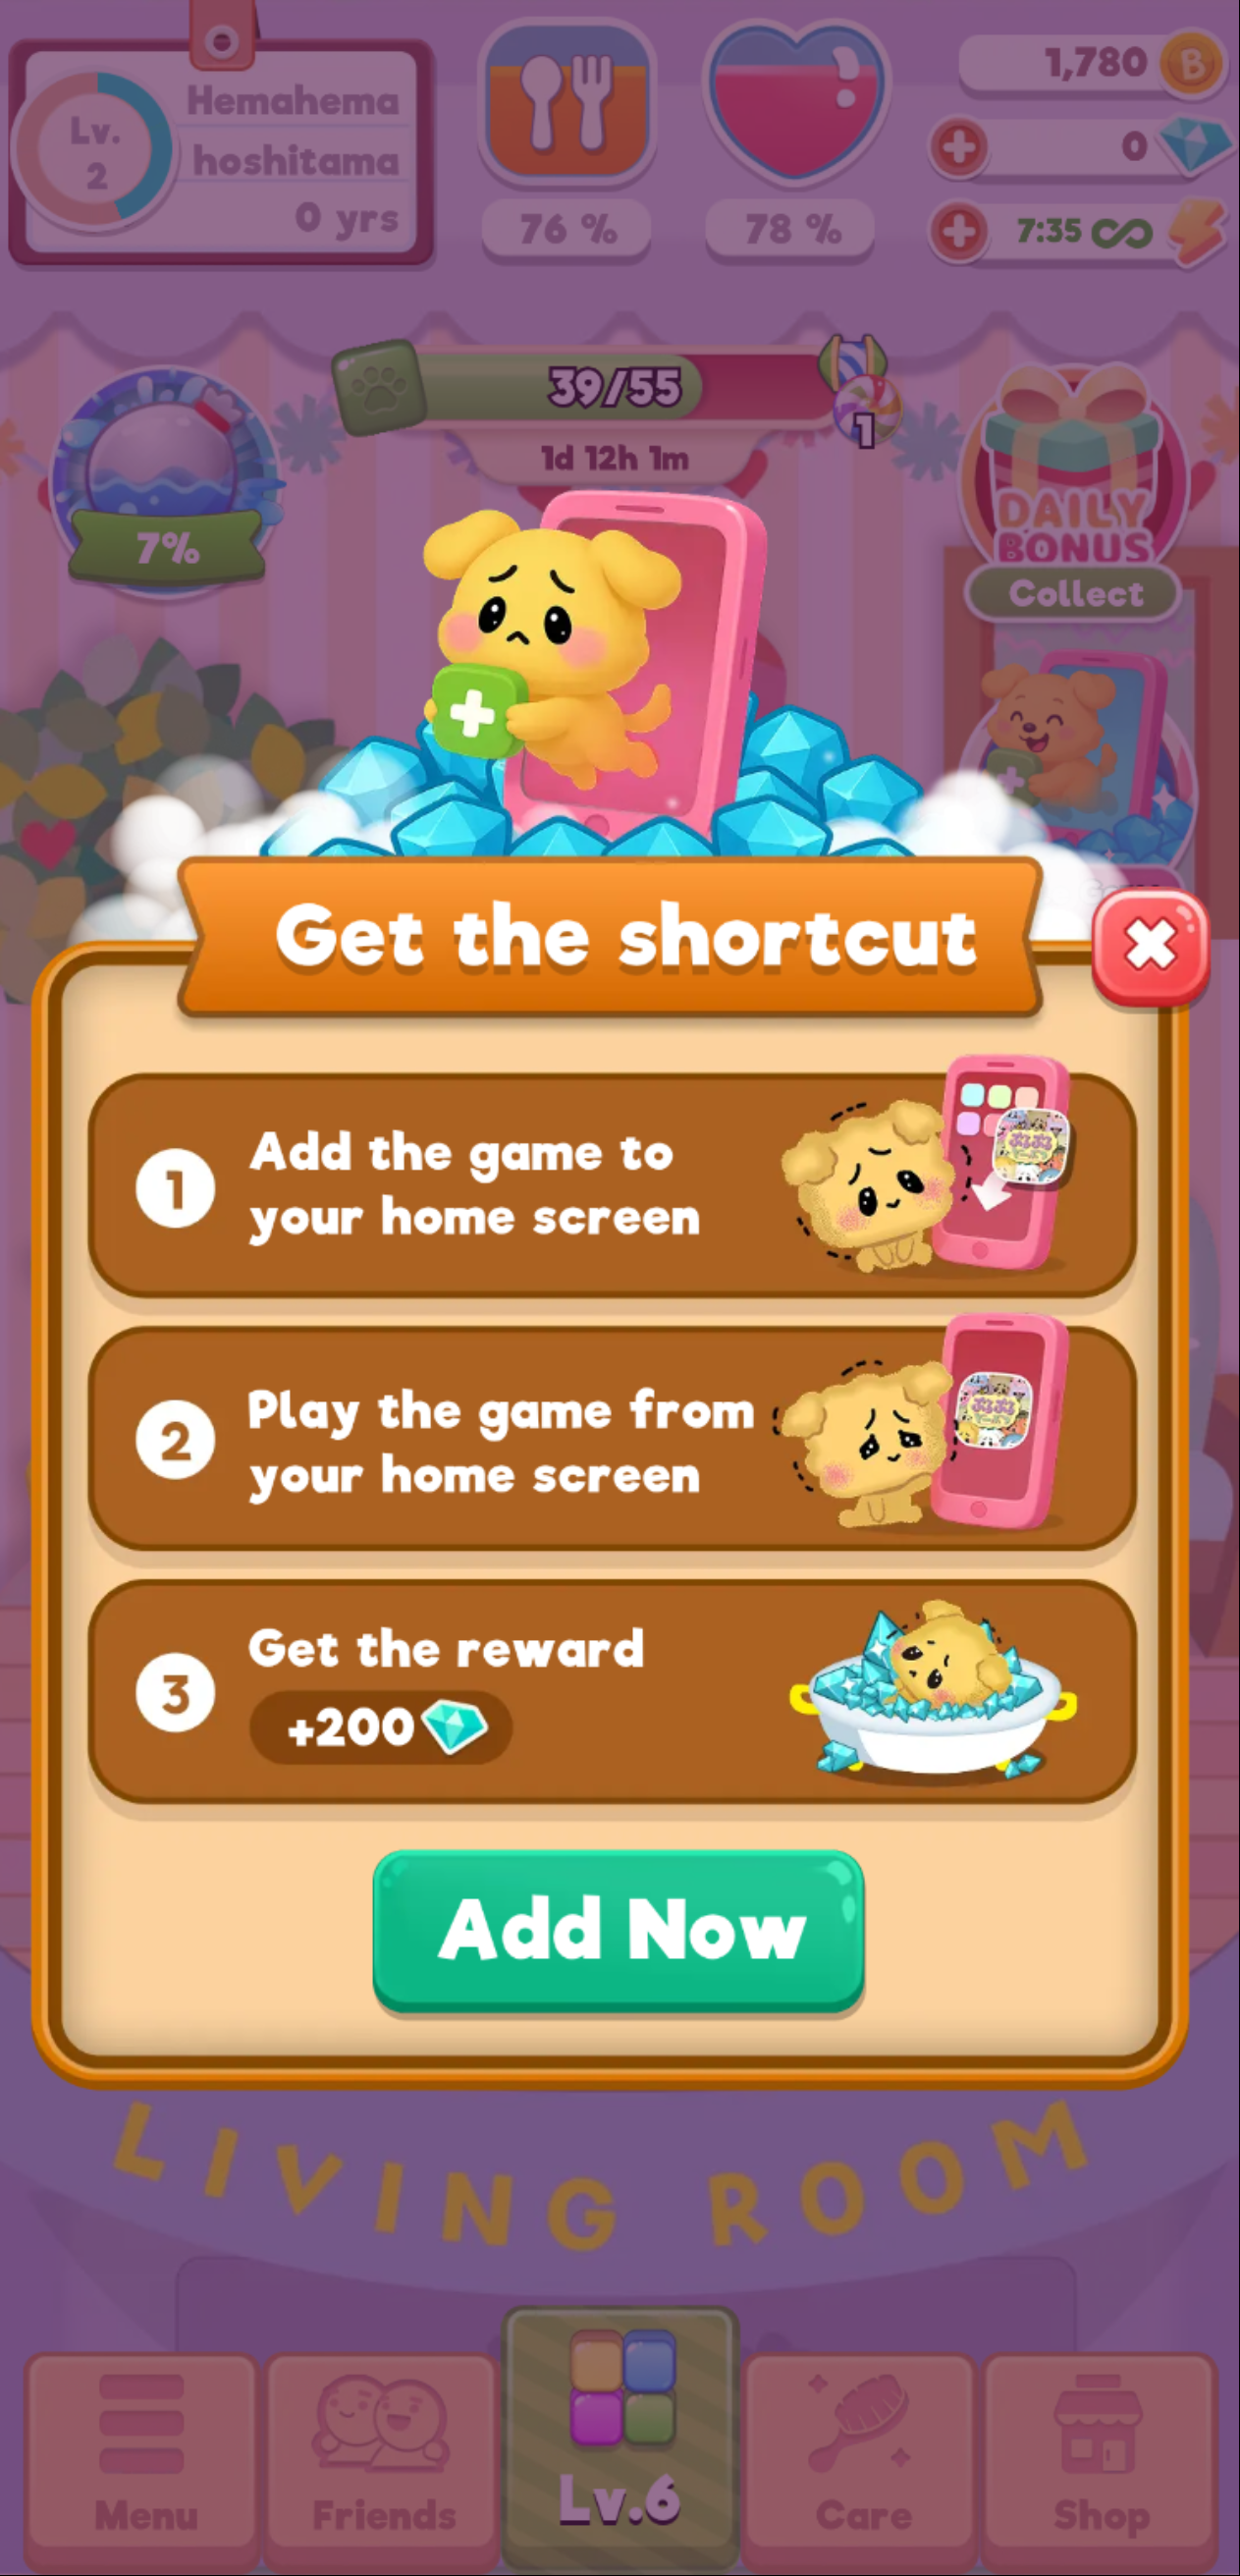 Lv.
2
Hemahema
hoshitama
0 yrs
76 %
78 %
1,780
B
0
7:35 ∞
39/55
1
1d 12h 1m
7%
DAILY
BONUS
Collect
Get the shortcut
1
Add the game to
your home screen
2
Play the game from
your home screen
3
Get the reward
+200
Add Now
LIVING ROOM
Menu
Friends
Lv.6
Care
Shop